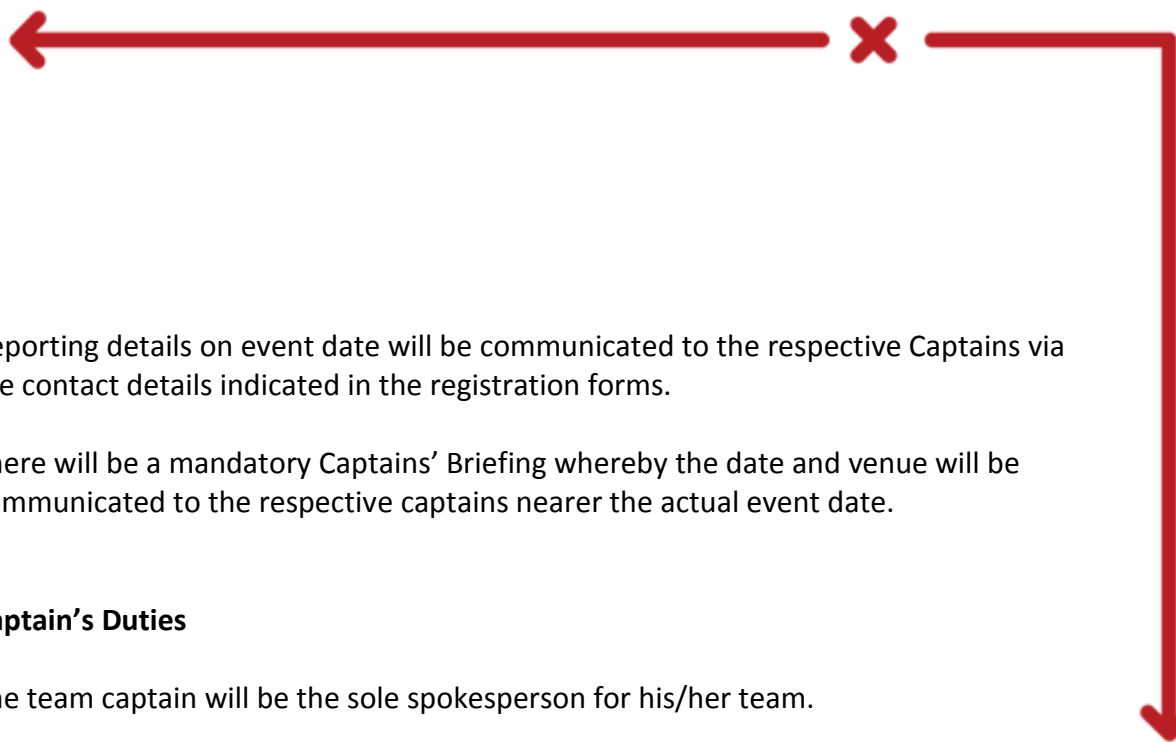 eporting details on event date will be communicated to the respective Captains via
e contact details indicated in the registration forms.
ere will be a mandatory Captains’ Briefing whereby the date and venue will be
mmunicated to the respective captains nearer the actual event date.
ptain’s Duties
e team captain will be the sole spokesperson for his/her team.